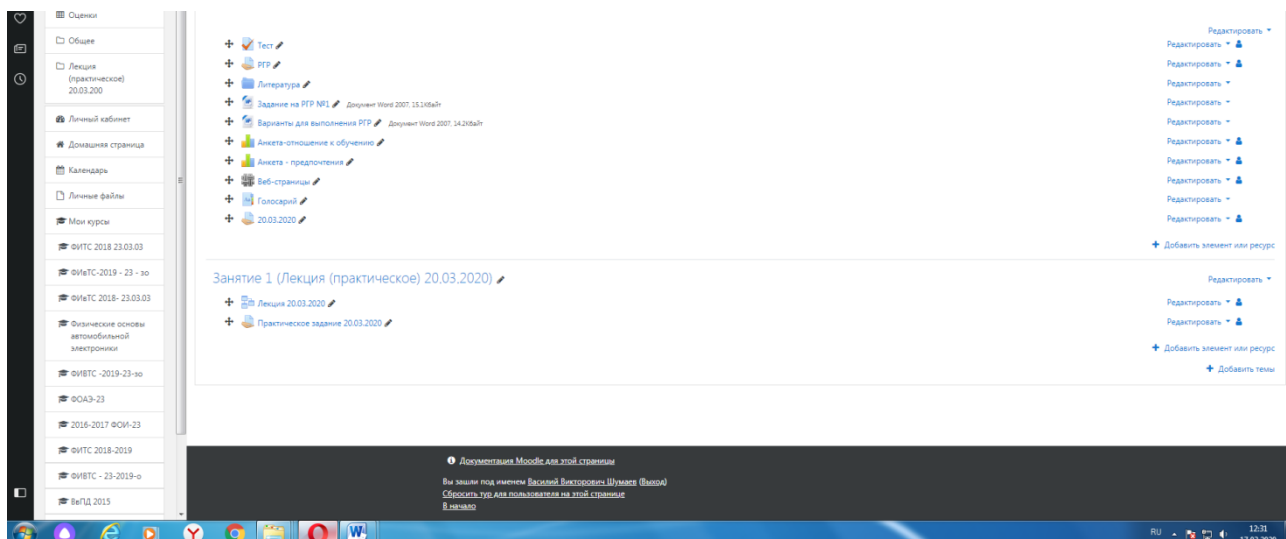 Оценки
Общее
Лекция
(практическое)
20.03.200
Личный кабинет
Домашняя страница
Календарь
Личные файлы
Мои курсы
ФИТС 2018 23.03.03
ФИвТС-2019 - 23 - зо
ФИвТС 2018- 23.03.03
Физические основы
автомобильной
электроники
ФИВТС -2019-23-зо
ФОАЭ-23
2016-2017 ФОИ-23
ФИТС 2018-2019
ФИВТС - 23-2019-о
ВвПД 2015
Редактировать
Тест Редактировать
РГР Редактировать
Литература Редактировать
Задание на РГР №1 Документ Word 2007, 15.1Кбайт Редактировать
Варианты для выполнения РГР Документ Word 2007, 14.2Кбайт Редактировать
Анкета-отношение к обучению Редактировать
Анкета - предпочтения Редактировать
Веб-страницы Редактировать
Голосарий Редактировать
20.03.2020 Редактировать
Добавить элемент или ресурс
Занятие 1 (Лекция (практическое) 20.03.2020) Редактировать
Лекция 20.03.2020 Редактировать
Практическое задание 20.03.2020 Редактировать
Добавить элемент или ресурс
Добавить темы
Документация Moodle для этой страницы
Вы зашли под именем Василий Викторович Шумаев (Выход)
Сбросить тур для пользователя на этой странице
В начало
RU 12:31